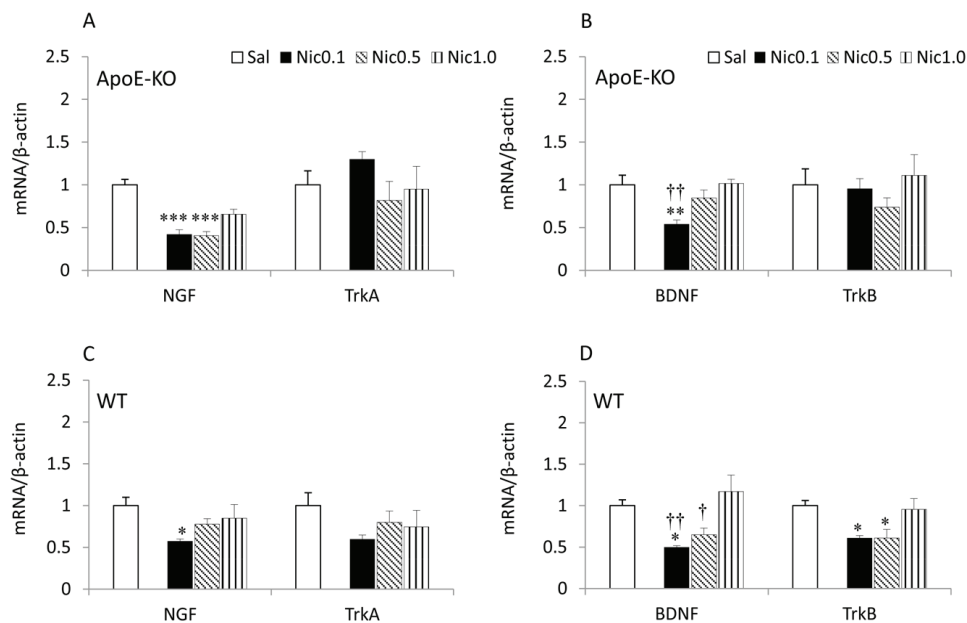 A
Sal Nic0.1 Nic0.5 Nic1.0
ApoE-KO
mRNA/β-actin
2.5
2
1.5
1
0.5
0
*** ***
NGF TrkA
B
Sal Nic0.1 Nic0.5 Nic1.0
ApoE-KO
mRNA/β-actin
2.5
2
1.5
1
0.5
0
††
**
BDNF TrkB
C
WT
mRNA/β-actin
2.5
2
1.5
1
0.5
0
*
NGF TrkA
D
WT
mRNA/β-actin
2.5
2
1.5
1
0.5
0
†† †
* * *
BDNF TrkB